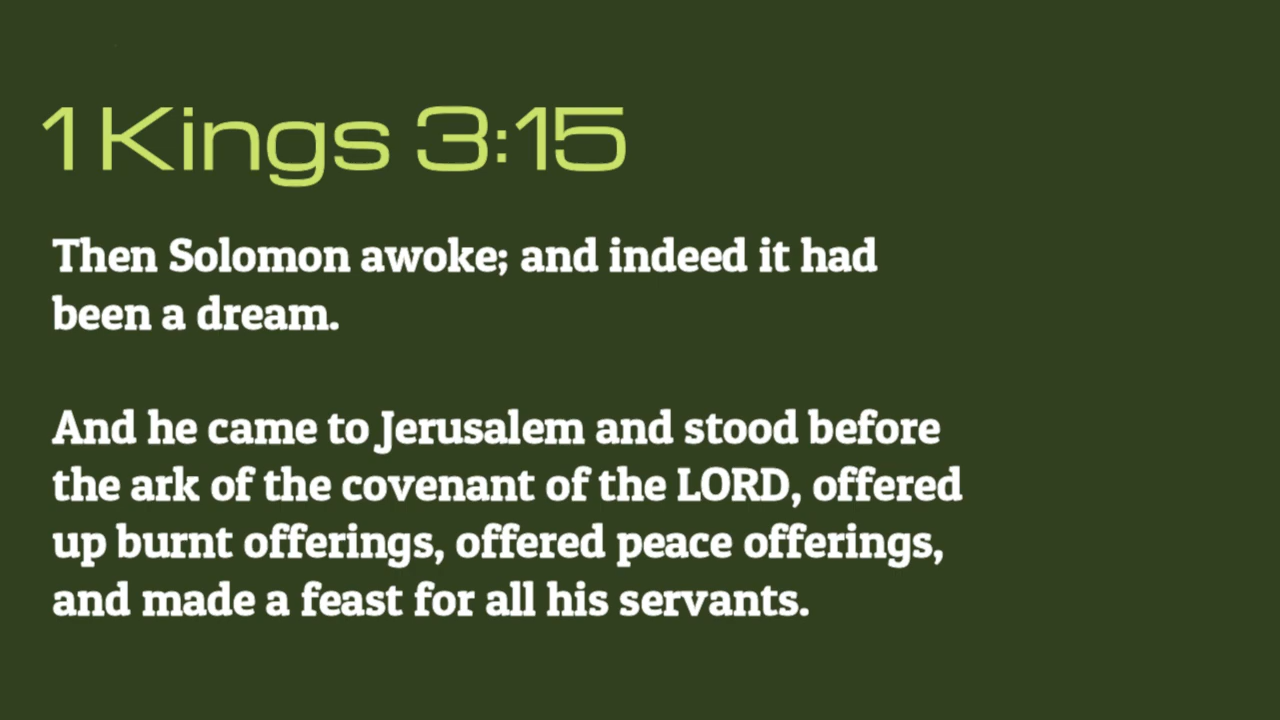 1 Kings 3:15
Then Solomon awoke; and indeed it had
been a dream.
And he came to Jerusalem and stood before
the ark of the covenant of the LORD, offered
up burnt offerings, offered peace offerings,
and made a feast for all his servants.